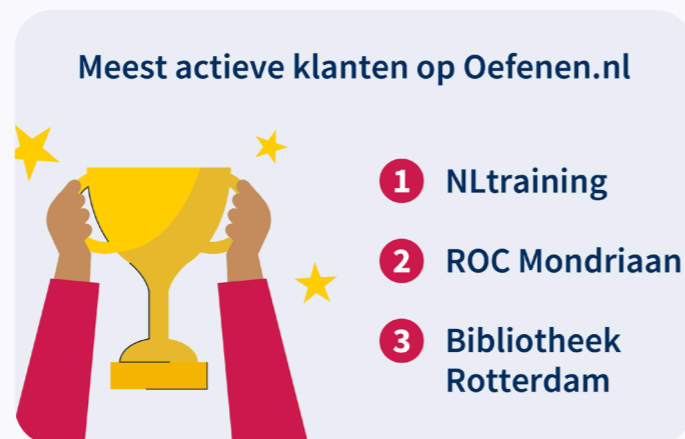 Meest actieve klanten op Oefenen.nl
1 NLtraining
2 ROC Mondriaan
3 Bibliotheek
Rotterdam